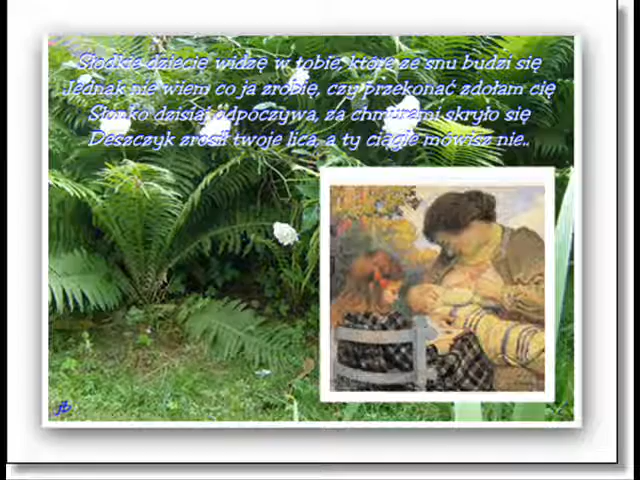 Słodkie dziecię widzę w tobie, które ze snu budzi się
Jednak nie wiem co ja zrobię, czy przekonać zdołam cię
Słonko dzisiaj odpoczywa, za chmurami skryło się
Deszczyk zrosił twoje lica, a ty ciągle mówisz nie..
jb